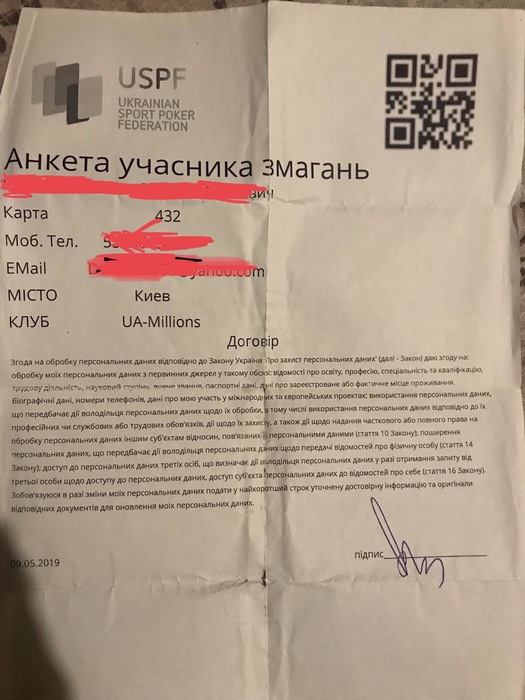 USPF
UKRAINIAN
SPORT POKER
FEDERATION
Анкета учасника змагань
вич
Карта 432
Моб. Тел. 5
EMail @yahoo.com
МІСТО Киев
КЛУБ UA-Millions
Договір
Згода на обробку персональних даних відповідно до Закону України 'Про захист персональних даних' (далі - Закон) даю згоду на:
обробку моїх персональних даних з первинних джерел у такому обсязі: відомості про освіту, професію, спеціальність та кваліфікацію,
трудову діяльність, науковий ступінь, вчене звання, паспортні дані, дані про зареєстроване або фактичне місце проживання,
біографічні дані, номери телефонів, дані про мою участь у міжнародних та європейських проектах; використання персональних даних,
що передбачає дії володільця персональних даних щодо їх обробки, в тому числі використання персональних даних відповідно до їх
професійних чи службових або трудових обов'язків, дії щодо їх захисту, а також дії щодо надання часткового або повного права на
обробку персональних даних іншим суб'єктам відносин, пов'язаних з персональними даними (стаття 10 Закону); поширення
персональних даних, що передбачає дії володільця персональних даних щодо передачі відомостей про фізичну особу (стаття 14
Закону); доступ до персональних даних третіх осіб, що визначає дії володільця персональних даних у разі отримання запиту від
третьої особи щодо доступу до персональних даних, доступ суб'єкта персональних даних до відомостей про себе (стаття 16 Закону).
Зобов'язуюся в разі зміни моїх персональних даних подати у найкоротший строк уточнену достовірну інформацію та оригінали
відповідних документів для оновлення моїх персональних даних.
09.05.2019 підпис